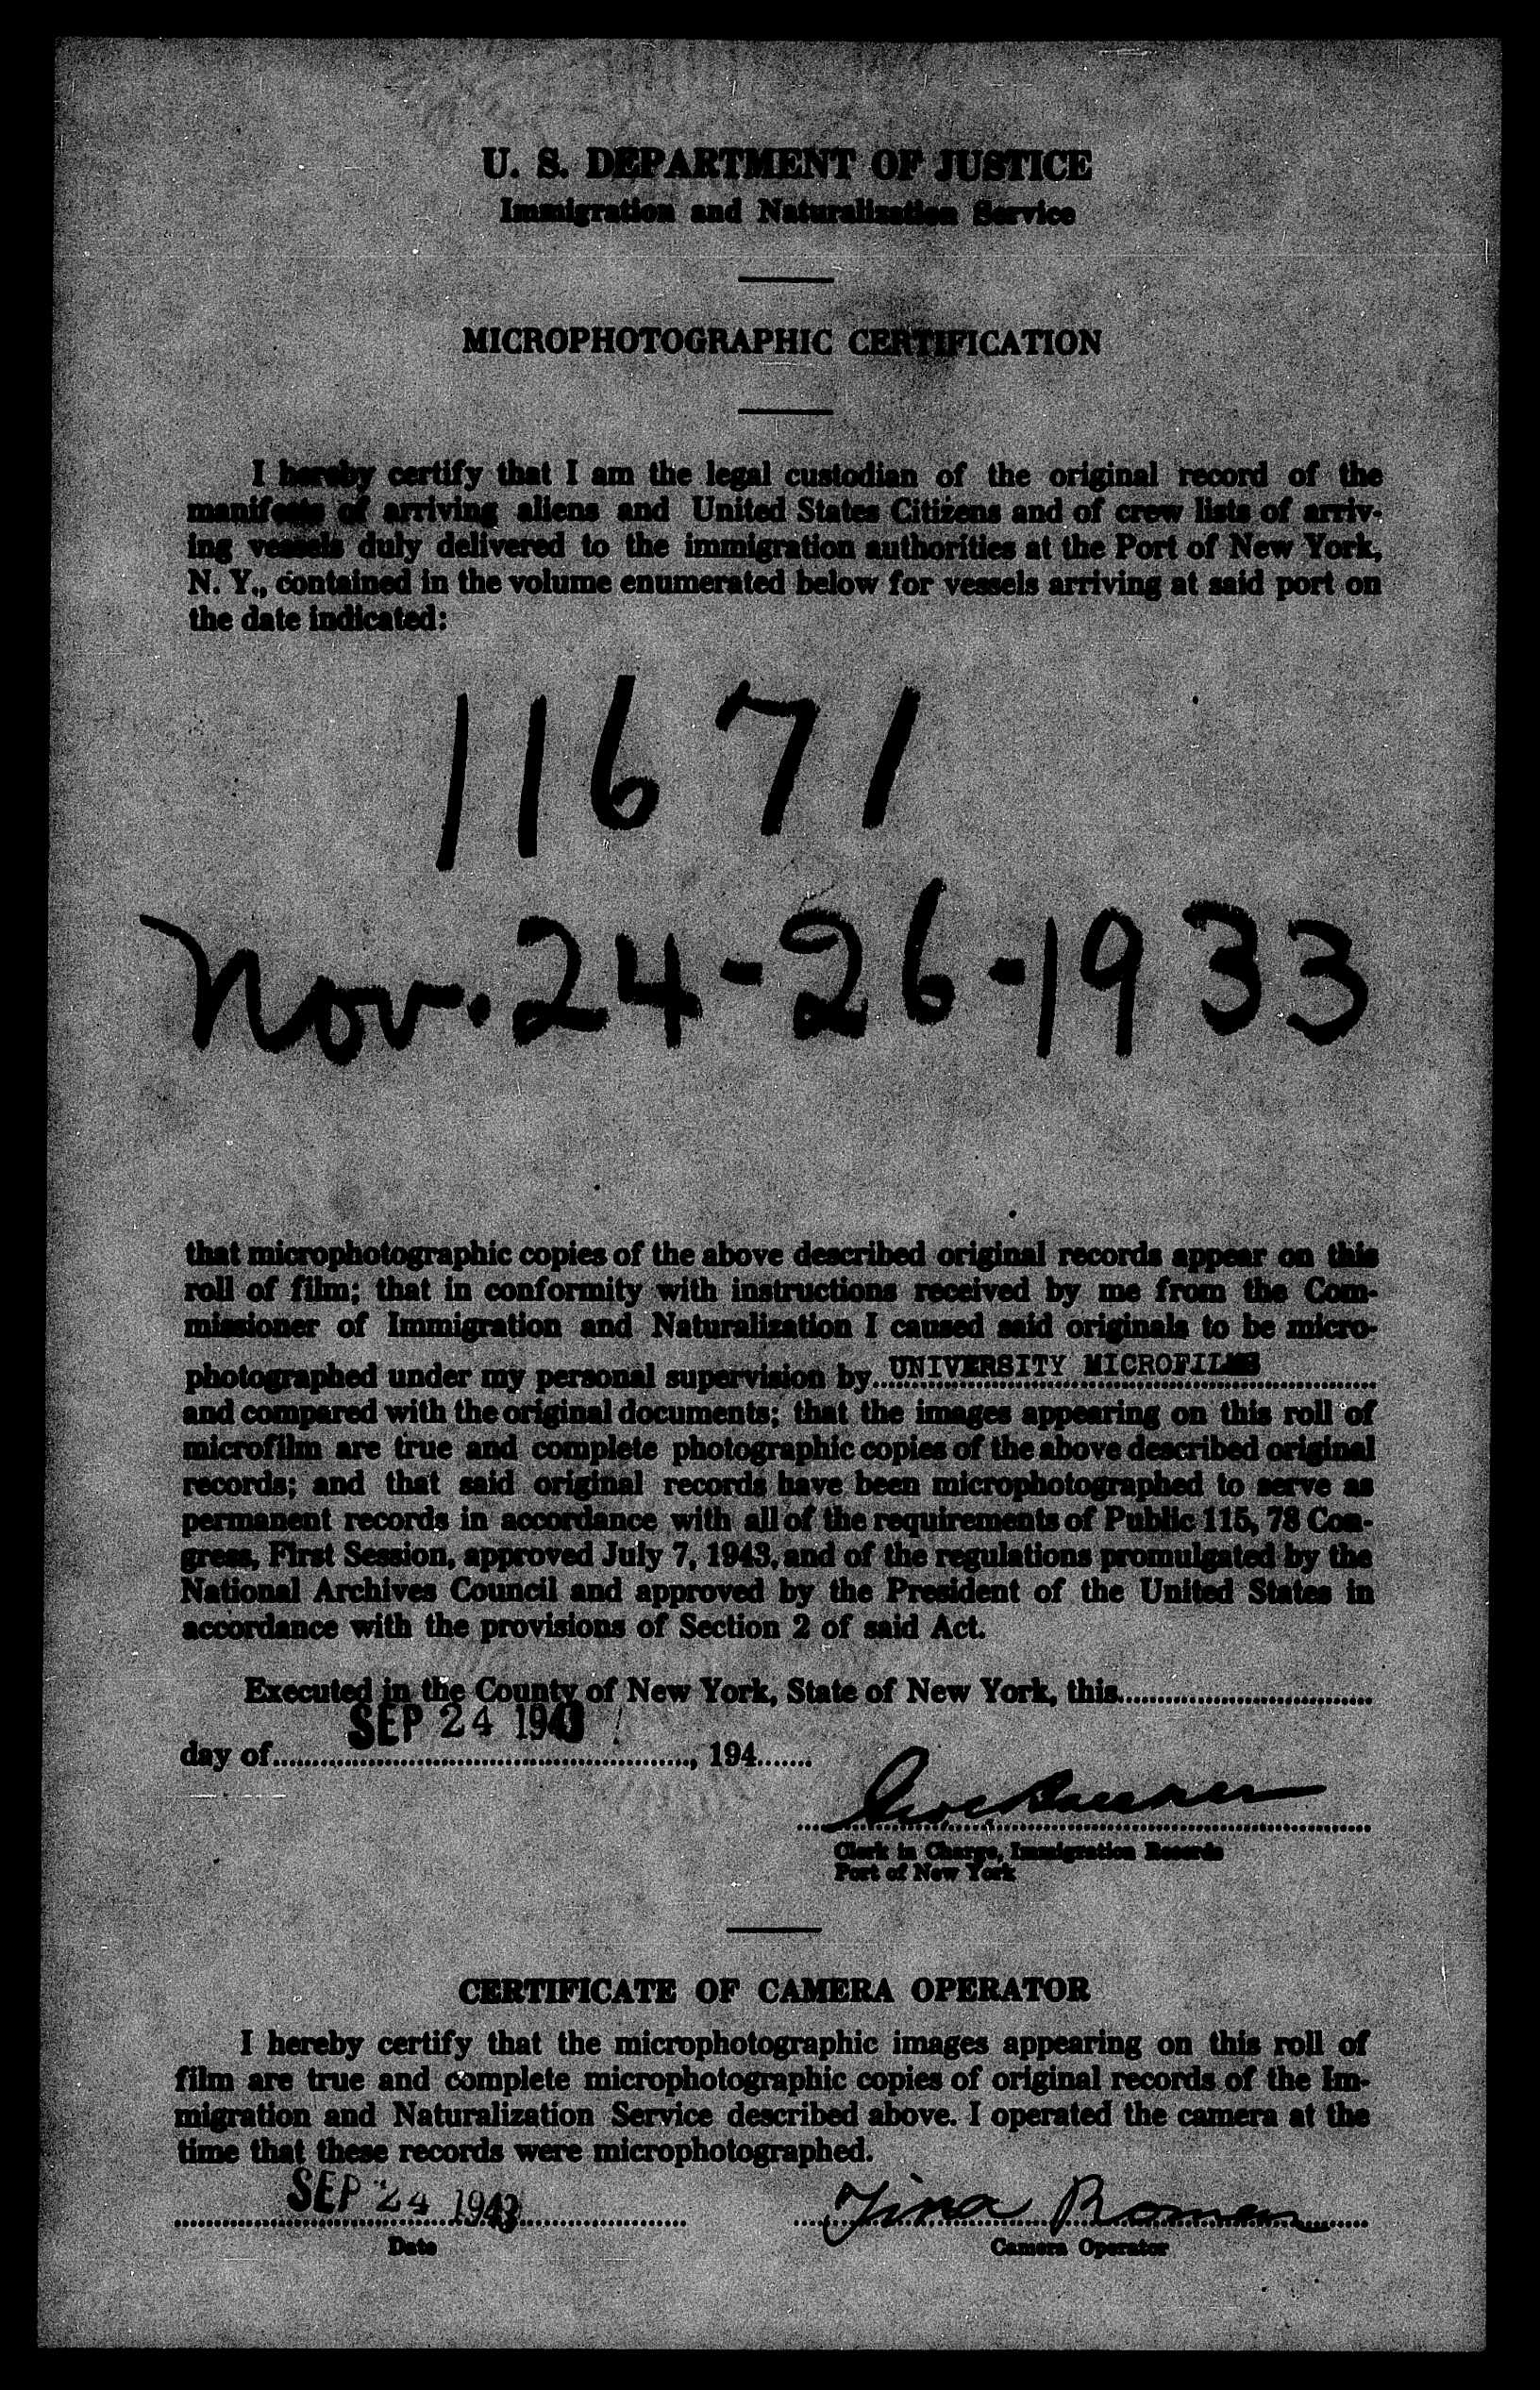 U. S. DEPARTMENT OF JUSTICE
Immigration and Naturalization Service
MICROPHOTOGRAPHIC CERTIFICATION
I hereby certify that I am the legal custodian of the original record of the
manifests of arriving aliens and United States Citizens and of crew lists of arriv-
ing vessels duly delivered to the immigration authorities at the Port of New York,
N. Y., contained in the volume enumerated below for vessels arriving at said port on
the date indicated:
11671
Nov. 24-26-1933
that microphotographic copies of the above described original records appear on this
roll of film; that in conformity with instructions received by me from the Com-
missioner of Immigration and Naturalization I caused said originals to be micro-
photographed under my personal supervision by UNIVERSITY MICROFILMS
and compared with the original documents; that the images appearing on this roll of
microfilm are true and complete photographic copies of the above described original
records; and that said original records have been microphotographed to serve as
permanent records in accordance with all of the requirements of Public 115, 78 Con-
gress, First Session, approved July 7, 1943, and of the regulations promulgated by the
National Archives Council and approved by the President of the United States in
accordance with the provisions of Section 2 of said Act.
Executed in the County of New York, State of New York, this
SEP 24 1943
day of , 194
Clerk in Charge, Immigration Records
Port of New York
CERTIFICATE OF CAMERA OPERATOR
I hereby certify that the microphotographic images appearing on this roll of
film are true and complete microphotographic copies of original records of the Im-
migration and Naturalization Service described above. I operated the camera at the
time that these records were microphotographed.
SEP 24 1943 Tina Roman
Date Camera Operator